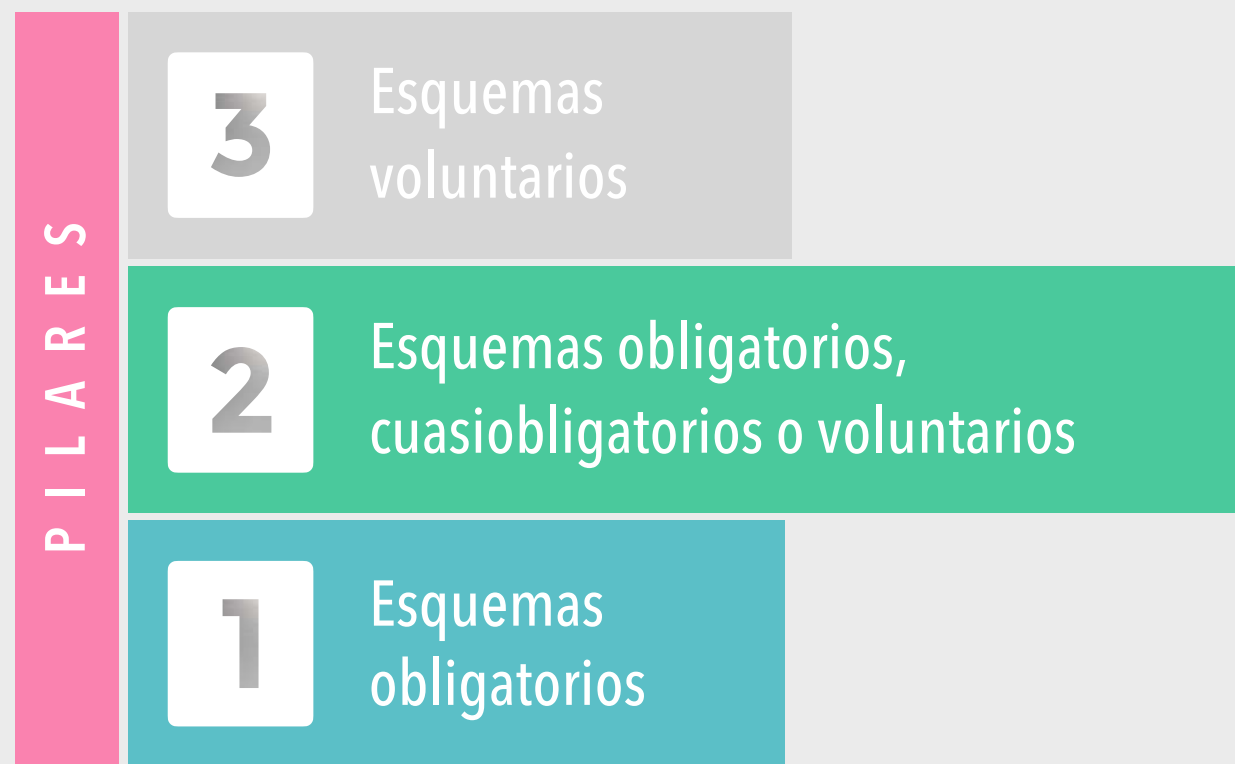 PILARES
3
Esquemas
voluntarios
2
Esquemas obligatorios,
cuasiobligatorios o voluntarios
1
Esquemas
obligatorios